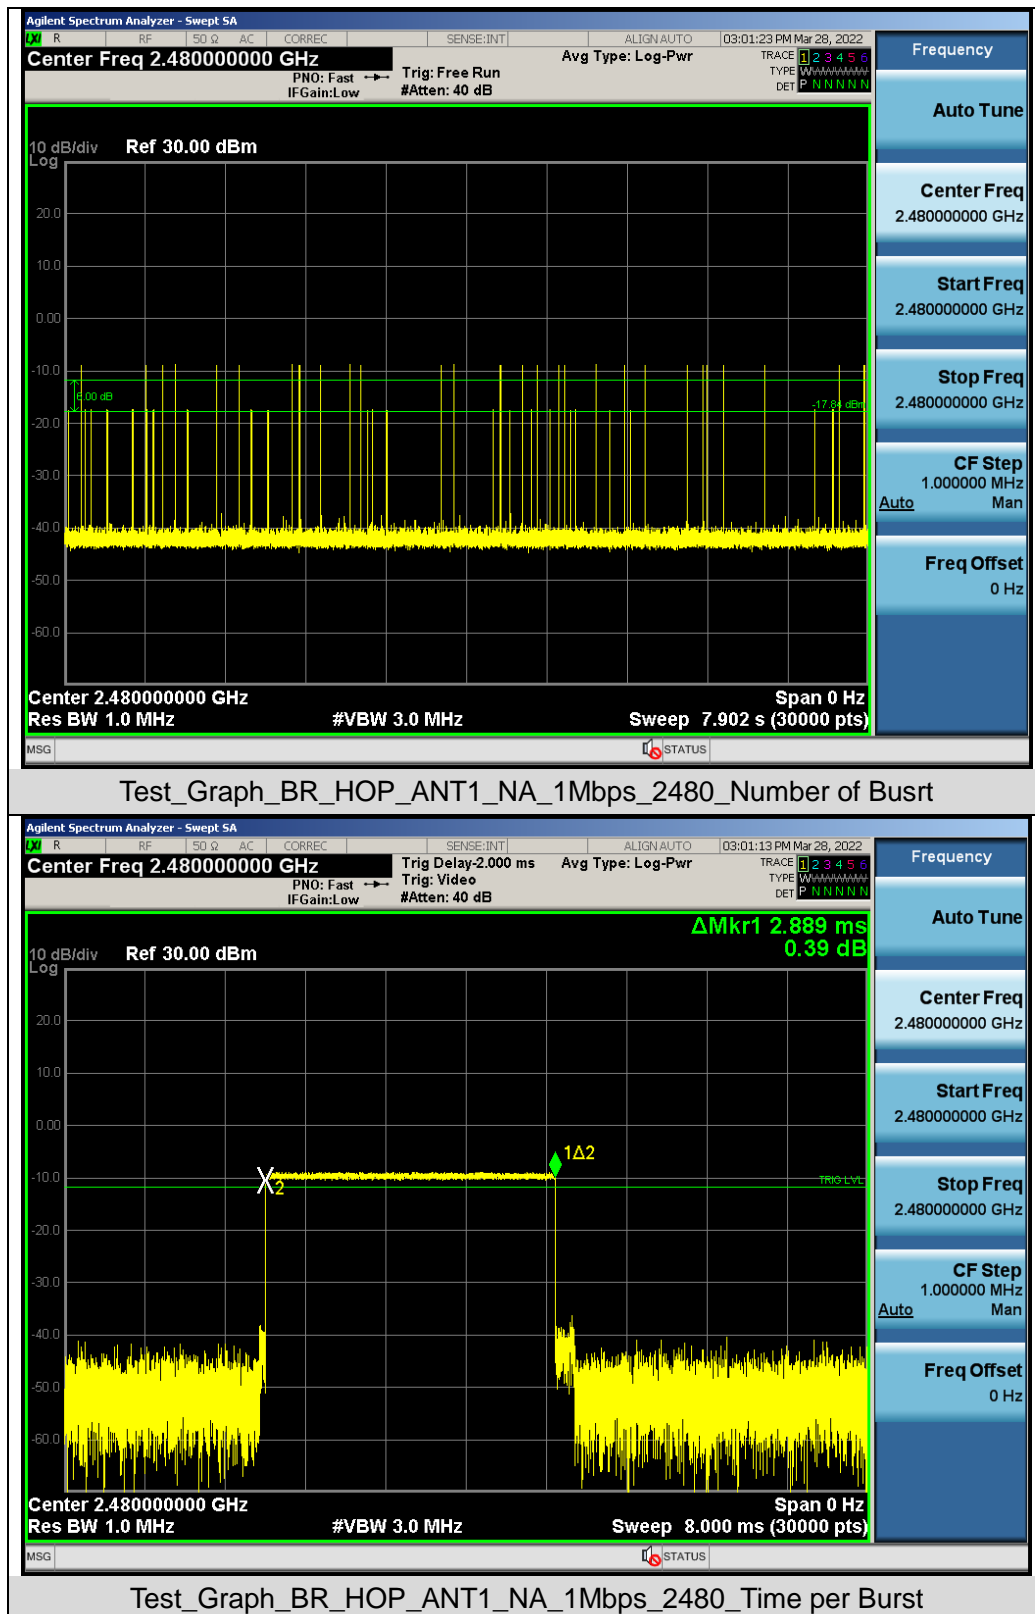 Agilent Spectrum Analyzer - Swept SA
LXI R RF 50 Ω AC CORREC SENSE:INT ALIGN AUTO 03:01:23 PM Mar 28, 2022
Center Freq 2.480000000 GHz Avg Type: Log-Pwr TRACE 1 2 3 4 5 6
PNO: Fast Trig: Free Run TYPE W
IFGain:Low #Atten: 40 dB DET P N N N N N
Frequency
Auto Tune
10 dB/div Ref 30.00 dBm
Log
20.0
10.0
0.00
-10.0
-20.0
-30.0
-40.0
-50.0
-60.0
6.00 dB
-17.84 dBm
Center Freq
2.480000000 GHz
Start Freq
2.480000000 GHz
Stop Freq
2.480000000 GHz
CF Step
1.000000 MHz
Auto Man
Freq Offset
0 Hz
Center 2.480000000 GHz Span 0 Hz
Res BW 1.0 MHz #VBW 3.0 MHz Sweep 7.902 s (30000 pts)
MSG STATUS
Test_Graph_BR_HOP_ANT1_NA_1Mbps_2480_Number of Busrt
Agilent Spectrum Analyzer - Swept SA
LXI R RF 50 Ω AC CORREC SENSE:INT ALIGN AUTO 03:01:13 PM Mar 28, 2022
Center Freq 2.480000000 GHz Trig Delay-2.000 ms Avg Type: Log-Pwr TRACE 1 2 3 4 5 6
PNO: Fast Trig: Video TYPE W
IFGain:Low #Atten: 40 dB DET P N N N N N
Frequency
Auto Tune
ΔMkr1 2.889 ms
10 dB/div Ref 30.00 dBm 0.39 dB
Log
20.0
10.0
0.00
-10.0
-20.0
-30.0
-40.0
-50.0
-60.0
1Δ2
2
TRIG LVL
Center Freq
2.480000000 GHz
Start Freq
2.480000000 GHz
Stop Freq
2.480000000 GHz
CF Step
1.000000 MHz
Auto Man
Freq Offset
0 Hz
Center 2.480000000 GHz Span 0 Hz
Res BW 1.0 MHz #VBW 3.0 MHz Sweep 8.000 ms (30000 pts)
MSG STATUS
Test_Graph_BR_HOP_ANT1_NA_1Mbps_2480_Time per Burst